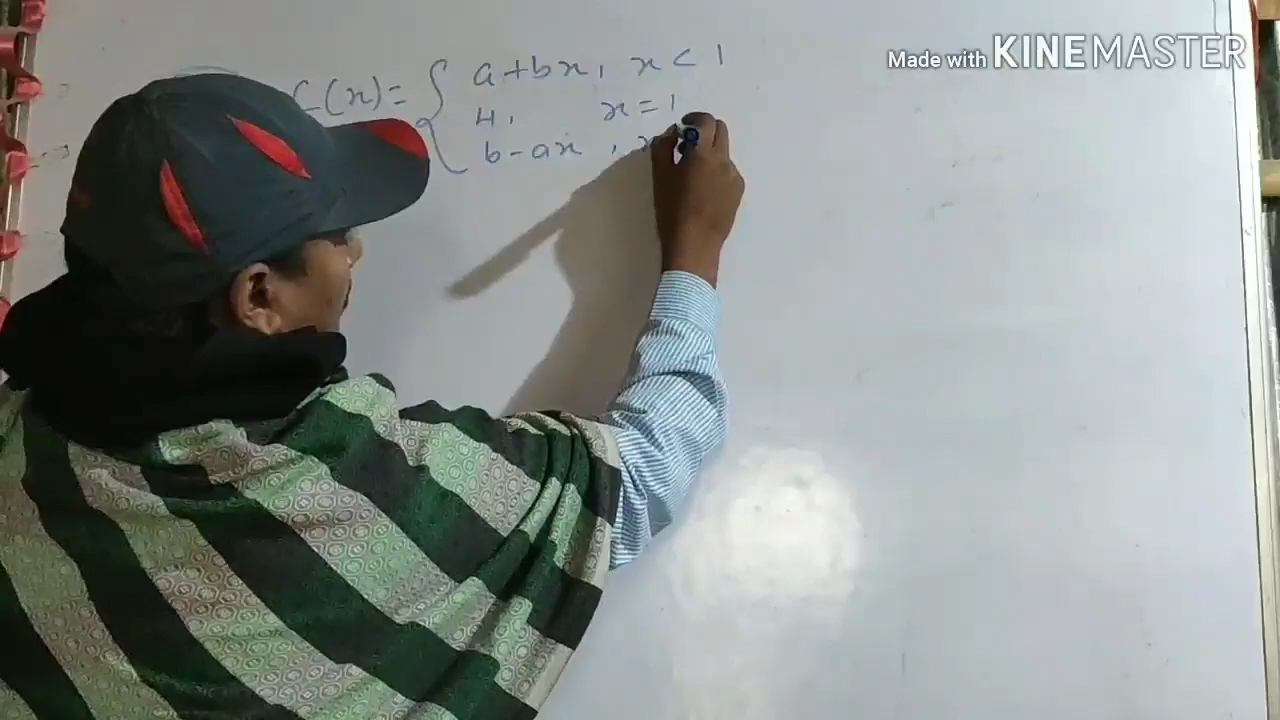 Made with KINEMASTER
f(x) = { a+bx, x < 1
4, x = 1
b-ax , x